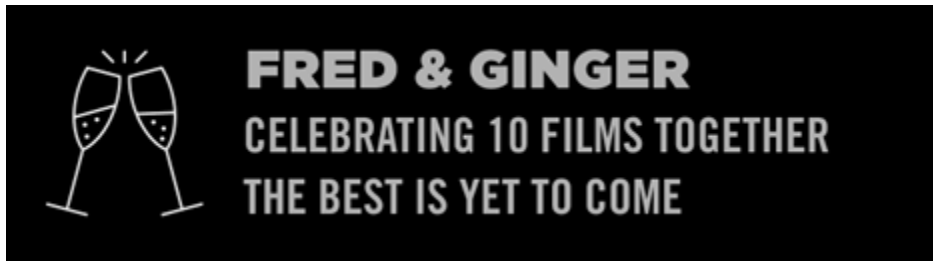 FRED & GINGER
CELEBRATING 10 FILMS TOGETHER
THE BEST IS YET TO COME